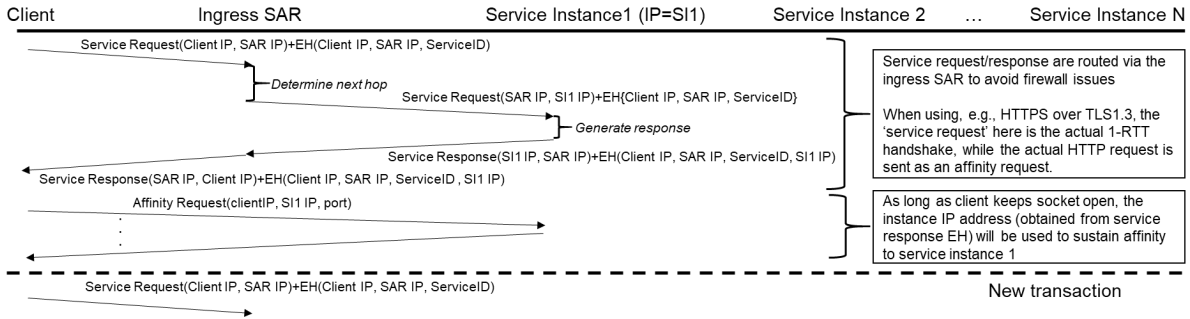 Client Ingress SAR Service Instance1 (IP=SI1) Service Instance 2 … Service Instance N
Service Request(Client IP, SAR IP)+EH(Client IP, SAR IP, ServiceID)
Determine next hop
Service Request(SAR IP, SI1 IP)+EH{Client IP, SAR IP, ServiceID}
Generate response
Service Response(SI1 IP, SAR IP)+EH(Client IP, SAR IP, ServiceID, SI1 IP)
Service Response(SAR IP, Client IP)+EH(Client IP, SAR IP, ServiceID , SI1 IP)
Service request/response are routed via the
ingress SAR to avoid firewall issues
When using, e.g., HTTPS over TLS1.3, the
‘service request’ here is the actual 1-RTT
handshake, while the actual HTTP request is
sent as an affinity request.
Affinity Request(clientIP, SI1 IP, port)
As long as client keeps socket open, the
instance IP address (obtained from service
response EH) will be used to sustain affinity
to service instance 1
Service Request(Client IP, SAR IP)+EH(Client IP, SAR IP, ServiceID)
New transaction